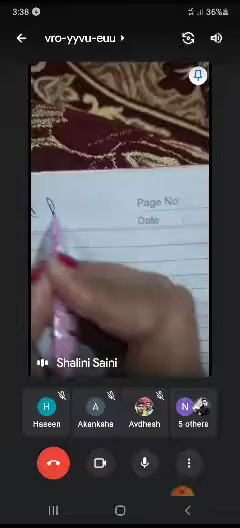 3:38 36%
vro-yyvu-euu
Page No
Date
Shalini Saini
H A N
Haseen Akanksha Avdhesh 5 others